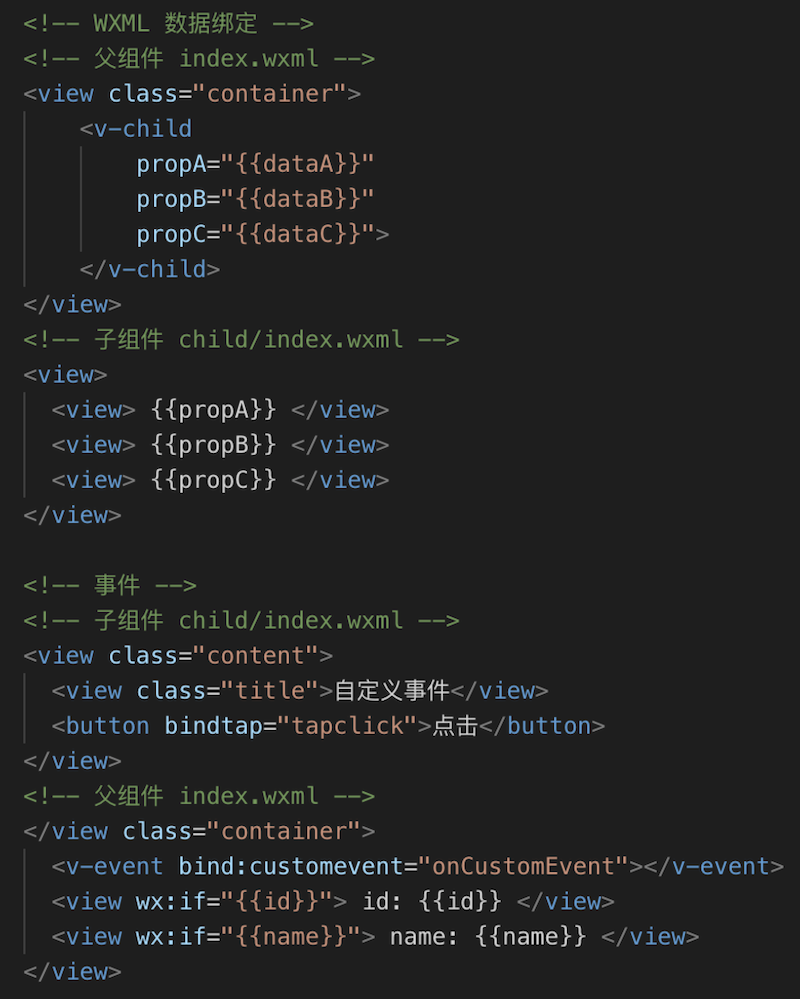 <!-- WXML 数据绑定 -->
<!-- 父组件 index.wxml -->
<view class="container">
    <v-child
        propA="{{dataA}}"
        propB="{{dataB}}"
        propC="{{dataC}}">
    </v-child>
</view>
<!-- 子组件 child/index.wxml -->
<view>
  <view> {{propA}} </view>
  <view> {{propB}} </view>
  <view> {{propC}} </view>
</view>

<!-- 事件 -->
<!-- 子组件 child/index.wxml -->
<view class="content">
  <view class="title">自定义事件</view>
  <button bindtap="tapclick">点击</button>
</view>
<!-- 父组件 index.wxml -->
</view class="container">
  <v-event bind:customevent="onCustomEvent"></v-event>
  <view wx:if="{{id}}"> id: {{id}} </view>
  <view wx:if="{{name}}"> name: {{name}} </view>
</view>